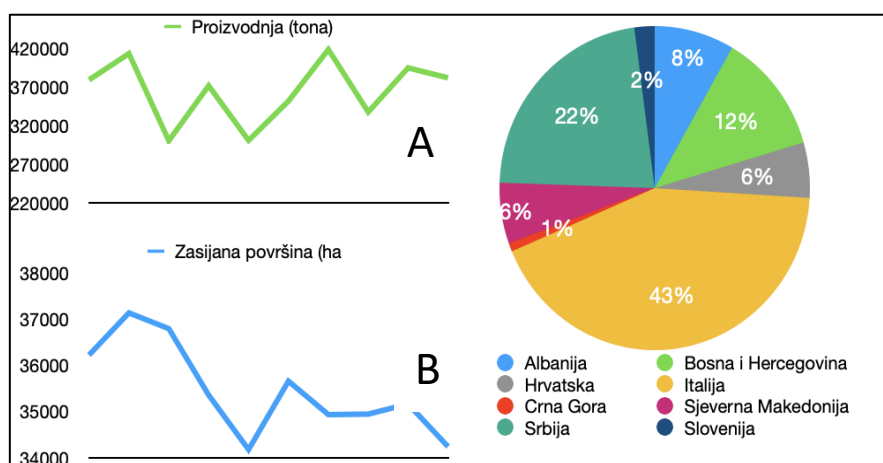 Proizvodnja (tona)
420000
370000
320000
270000
220000
A
Zasijana površina (ha
38000
37000
36000
35000
34000
B
8%
12%
6%
43%
1%
6%
22%
2%
Albanija
Bosna i Hercegovina
Hrvatska
Italija
Crna Gora
Sjeverna Makedonija
Srbija
Slovenija